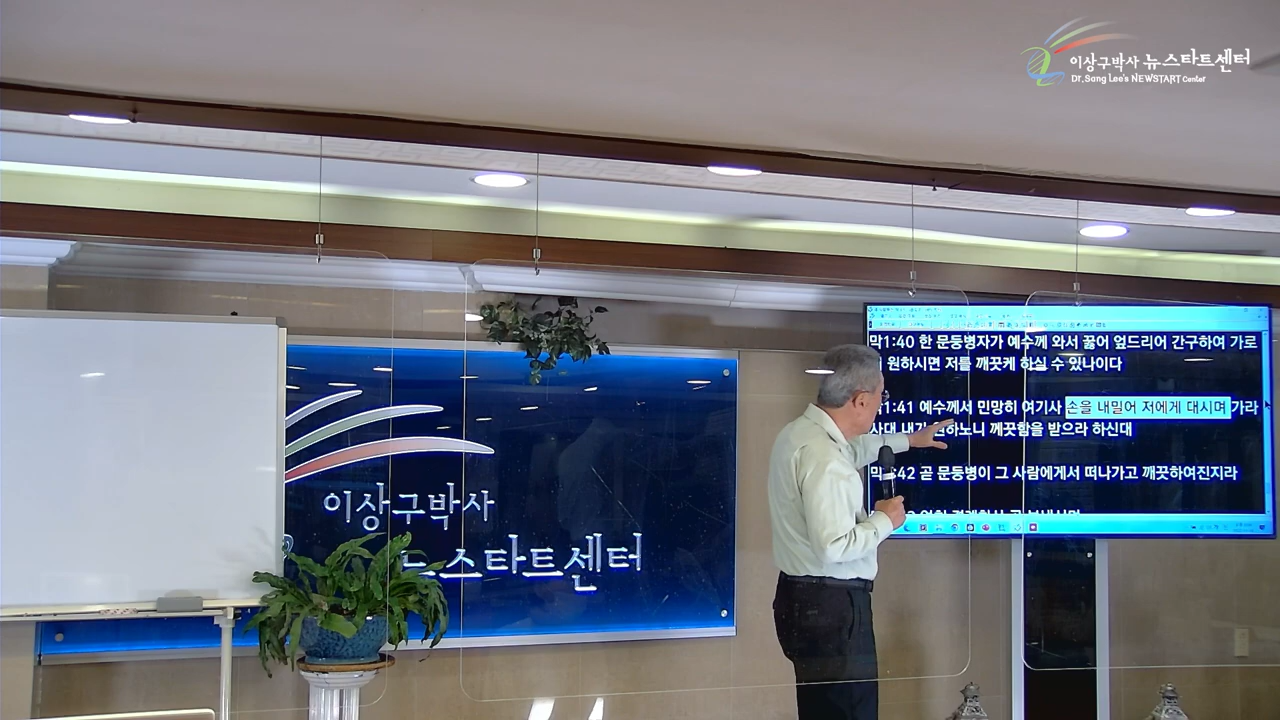 이상구박사 뉴스타트센터
Dr. Sang Lee's NEWSTART Center
이상구박사
뉴스타트센터
막1:40 한 문둥병자가 예수께 와서 꿇어 엎드리어 간구하여 가로
원하시면 저를 깨끗케 하실 수 있나이다
1:41 예수께서 민망히 여기사 손을 내밀어 저에게 대시며 가라
사대 내가 원하노니 깨끗함을 받으라 하신대
막 :42 곧 문둥병이 그 사람에게서 떠나가고 깨끗하여진지라